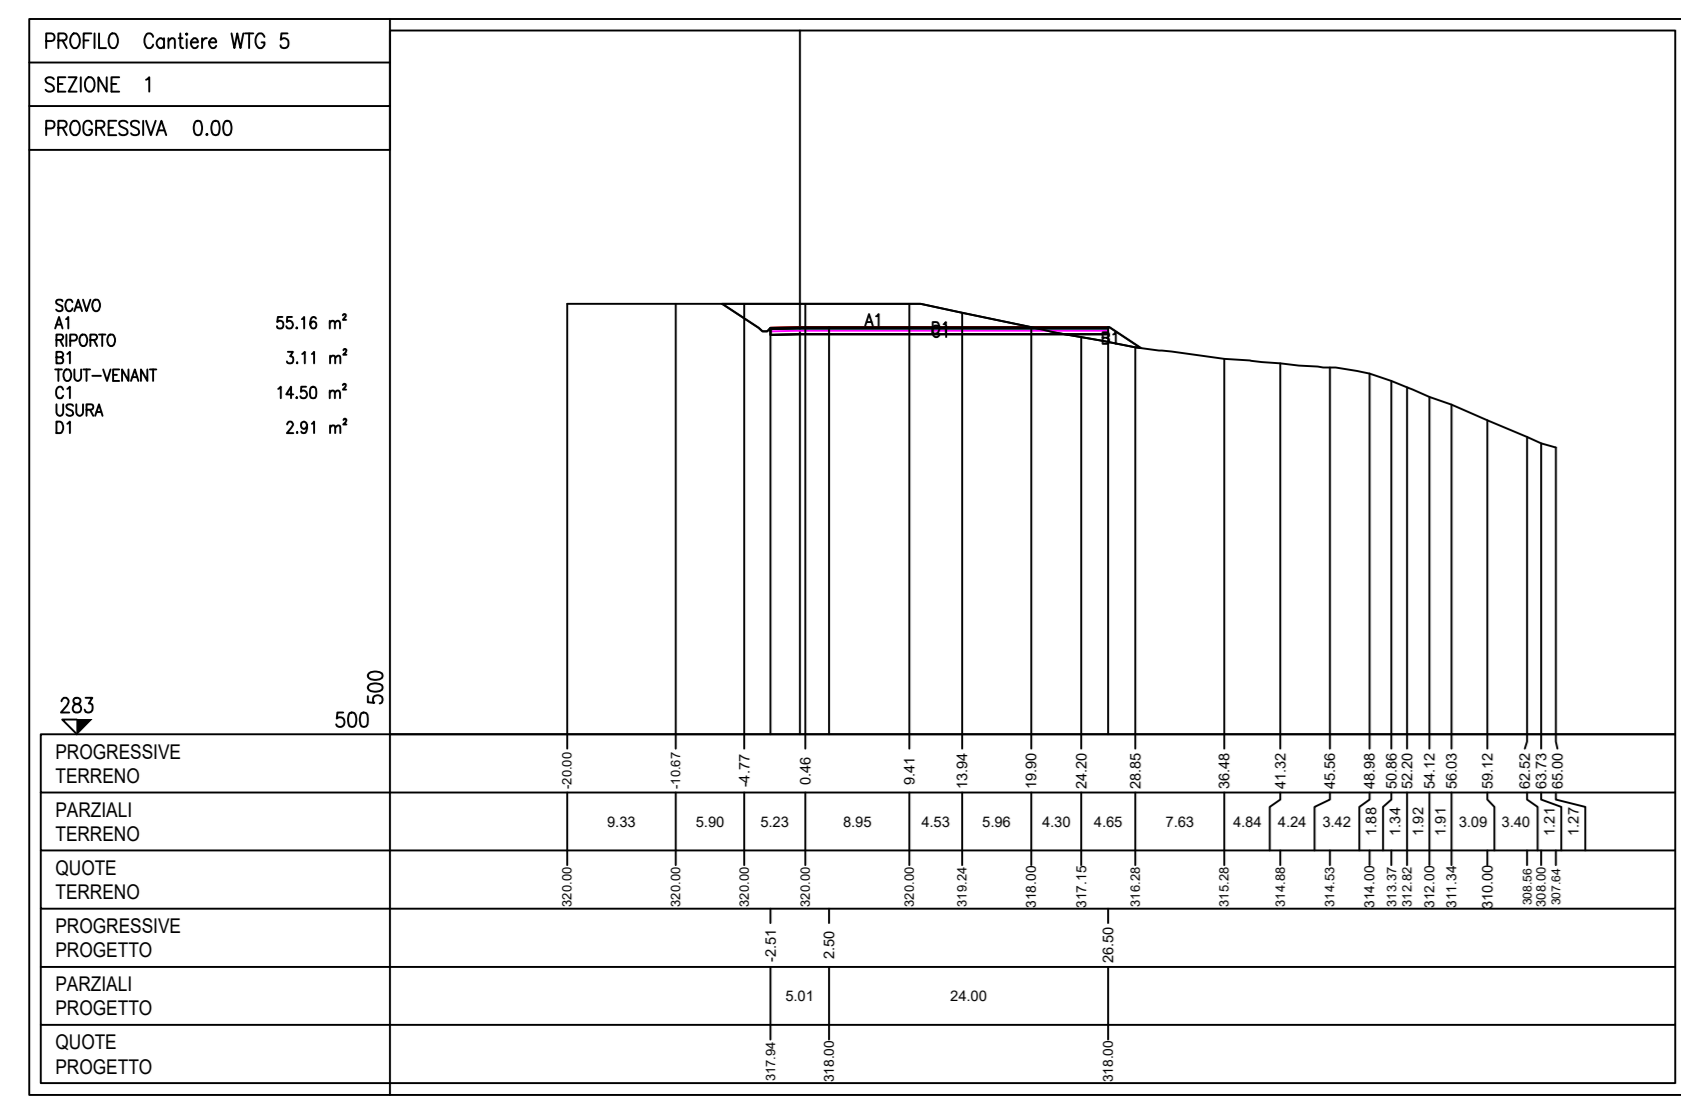 PROFILO Cantiere WTG 5
SEZIONE 1
PROGRESSIVA 0.00
SCAVO
A1 55.16 m²
RIPORTO
B1 3.11 m²
TOUT-VENANT
C1 14.50 m²
USURA
D1 2.91 m²
A1
D1
B1
283
500
500
PROGRESSIVE
TERRENO
-20.00 -10.67 -4.77 0.46 9.41 13.94 19.90 24.20 28.85 36.48 41.32 45.56 48.98 50.86 52.20 54.12 56.03 59.12 62.52 63.73 65.00
PARZIALI
TERRENO
9.33 5.90 5.23 8.95 4.53 5.96 4.30 4.65 7.63 4.84 4.24 3.42 1.88 1.34 1.92 1.91 3.09 3.40 1.21 1.27
QUOTE
TERRENO
320.00 320.00 320.00 320.00 320.00 319.24 318.00 317.15 316.28 315.28 314.88 314.53 314.00 313.37 312.82 312.00 311.34 310.00 308.56 308.00 307.64
PROGRESSIVE
PROGETTO
-2.51 2.50 26.50
PARZIALI
PROGETTO
5.01 24.00
QUOTE
PROGETTO
317.94 318.00 318.00